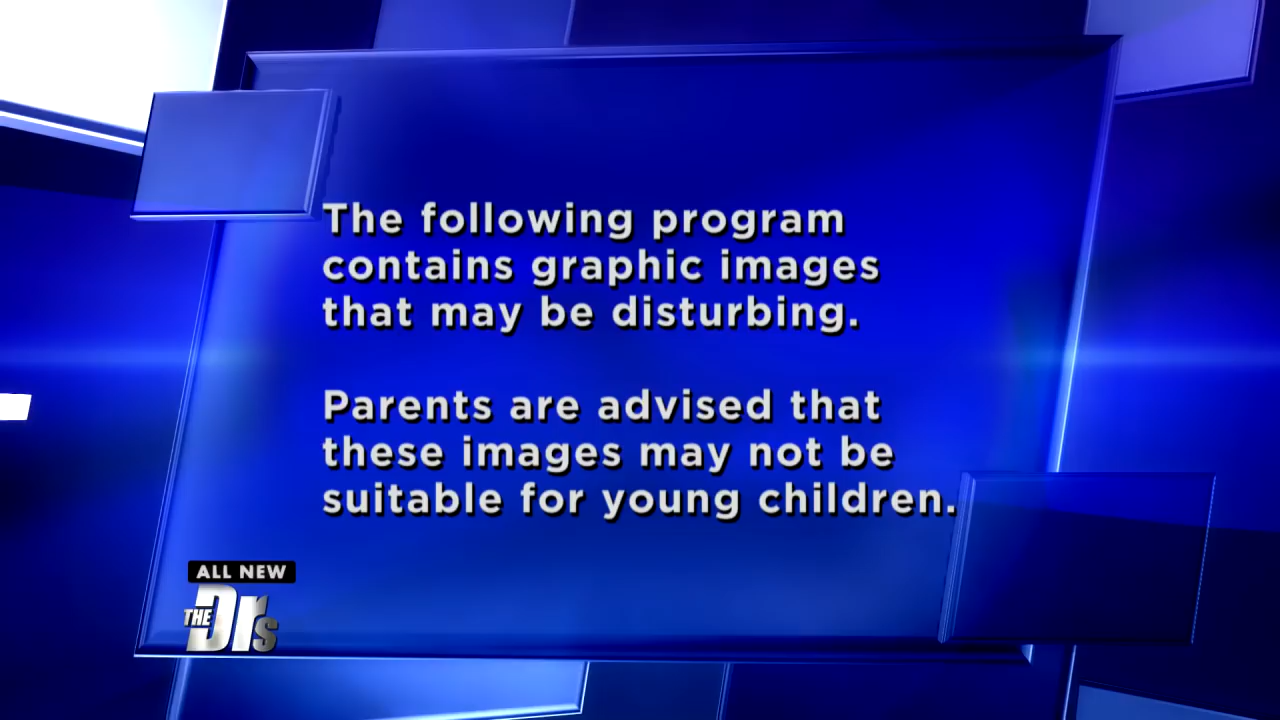 The following program
contains graphic images
that may be disturbing.
Parents are advised that
these images may not be
suitable for young children.
ALL NEW
THE Drs